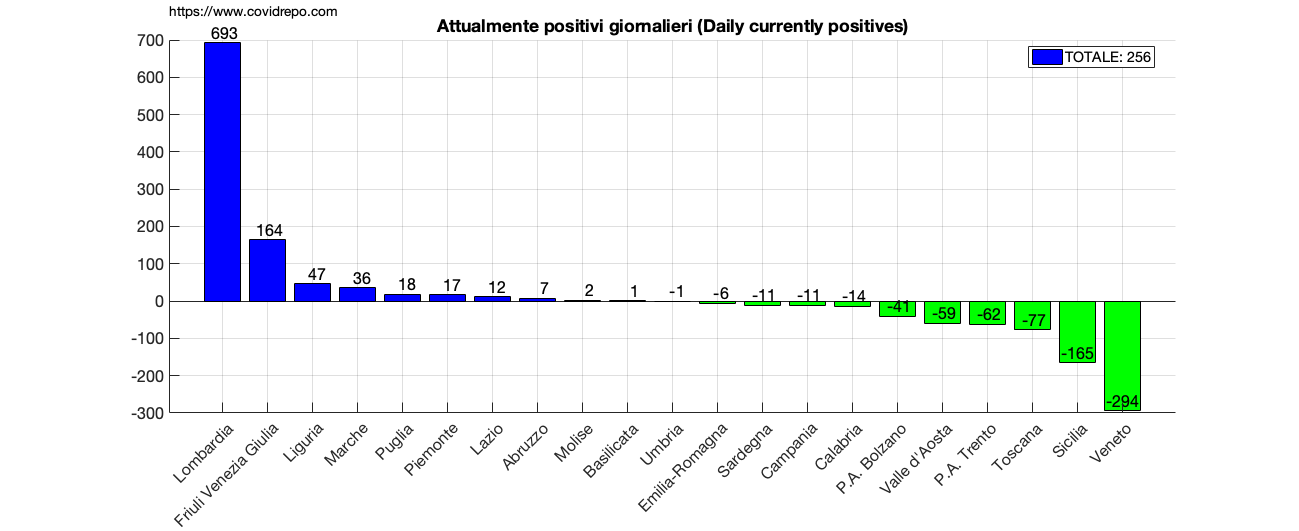 https://www.covidrepo.com
Attualmente positivi giornalieri (Daily currently positives)
TOTALE: 256
700
600
500
400
300
200
100
0
-100
-200
-300
693
164
47
36
18
17
12
7
2
1
-1
-6
-11
-11
-14
-41
-59
-62
-77
-165
-294
Lombardia
Friuli Venezia Giulia
Liguria
Marche
Puglia
Piemonte
Lazio
Abruzzo
Molise
Basilicata
Umbria
Emilia-Romagna
Sardegna
Campania
Calabria
P.A. Bolzano
Valle d'Aosta
P.A. Trento
Toscana
Sicilia
Veneto